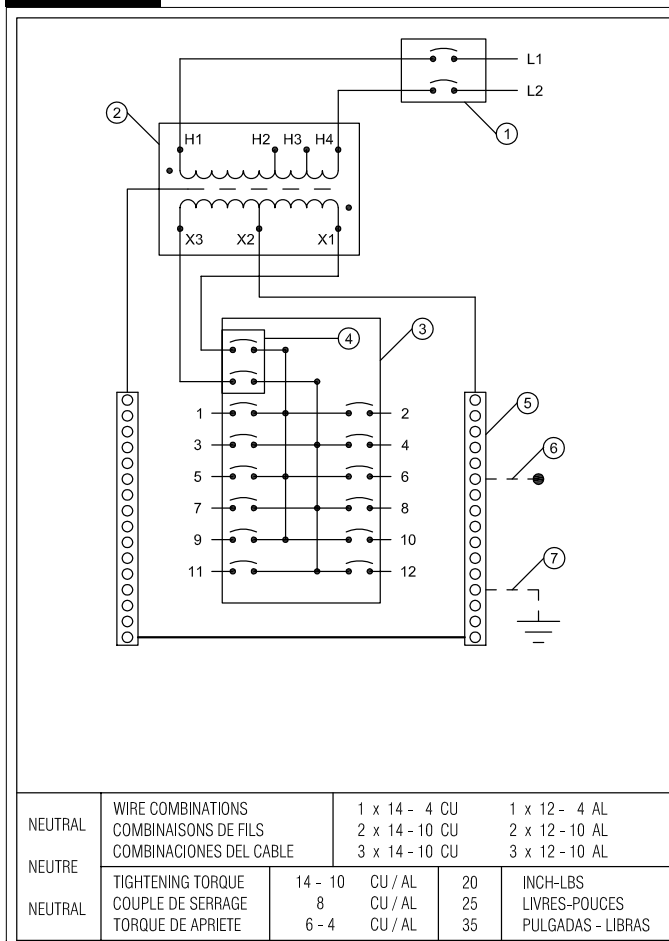 L1
L2
1
2
H1 H2 H3 H4
X3 X2 X1
4
3
1 2
3 4
5 6
7 8
9 10
11 12
5
6
7
NEUTRAL
NEUTRE
NEUTRAL
WIRE COMBINATIONS 1 x 14 - 4 CU 1 x 12 - 4 AL
COMBINAISONS DE FILS 2 x 14 - 10 CU 2 x 12 - 10 AL
COMBINACIONES DEL CABLE 3 x 14 - 10 CU 3 x 12 - 10 AL
TIGHTENING TORQUE 14 - 10 CU / AL 20 INCH-LBS
COUPLE DE SERRAGE 8 CU / AL 25 LIVRES-POUCES
TORQUE DE APRIETE 6 - 4 CU / AL 35 PULGADAS - LIBRAS